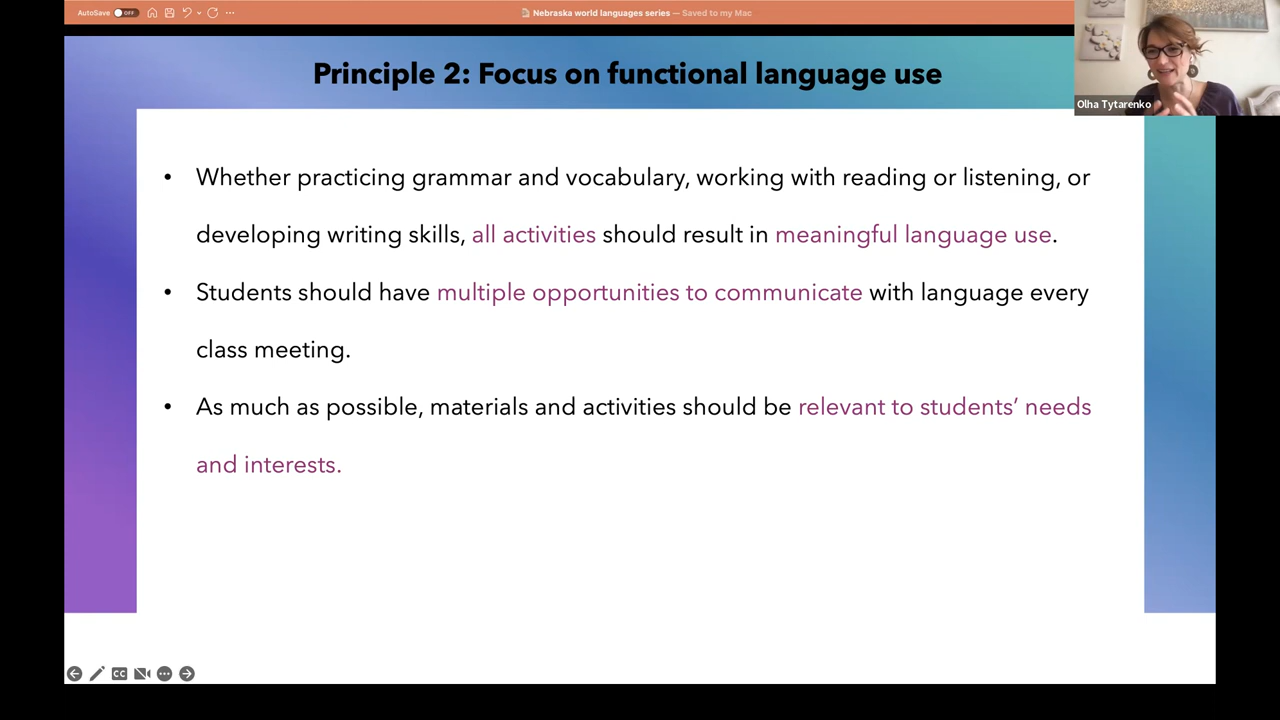 AutoSave OFF
Nebraska world languages series — Saved to my Mac
Principle 2: Focus on functional language use
Olha Tytarenko
• Whether practicing grammar and vocabulary, working with reading or listening, or
developing writing skills, all activities should result in meaningful language use.
• Students should have multiple opportunities to communicate with language every
class meeting.
• As much as possible, materials and activities should be relevant to students’ needs
and interests.
CC